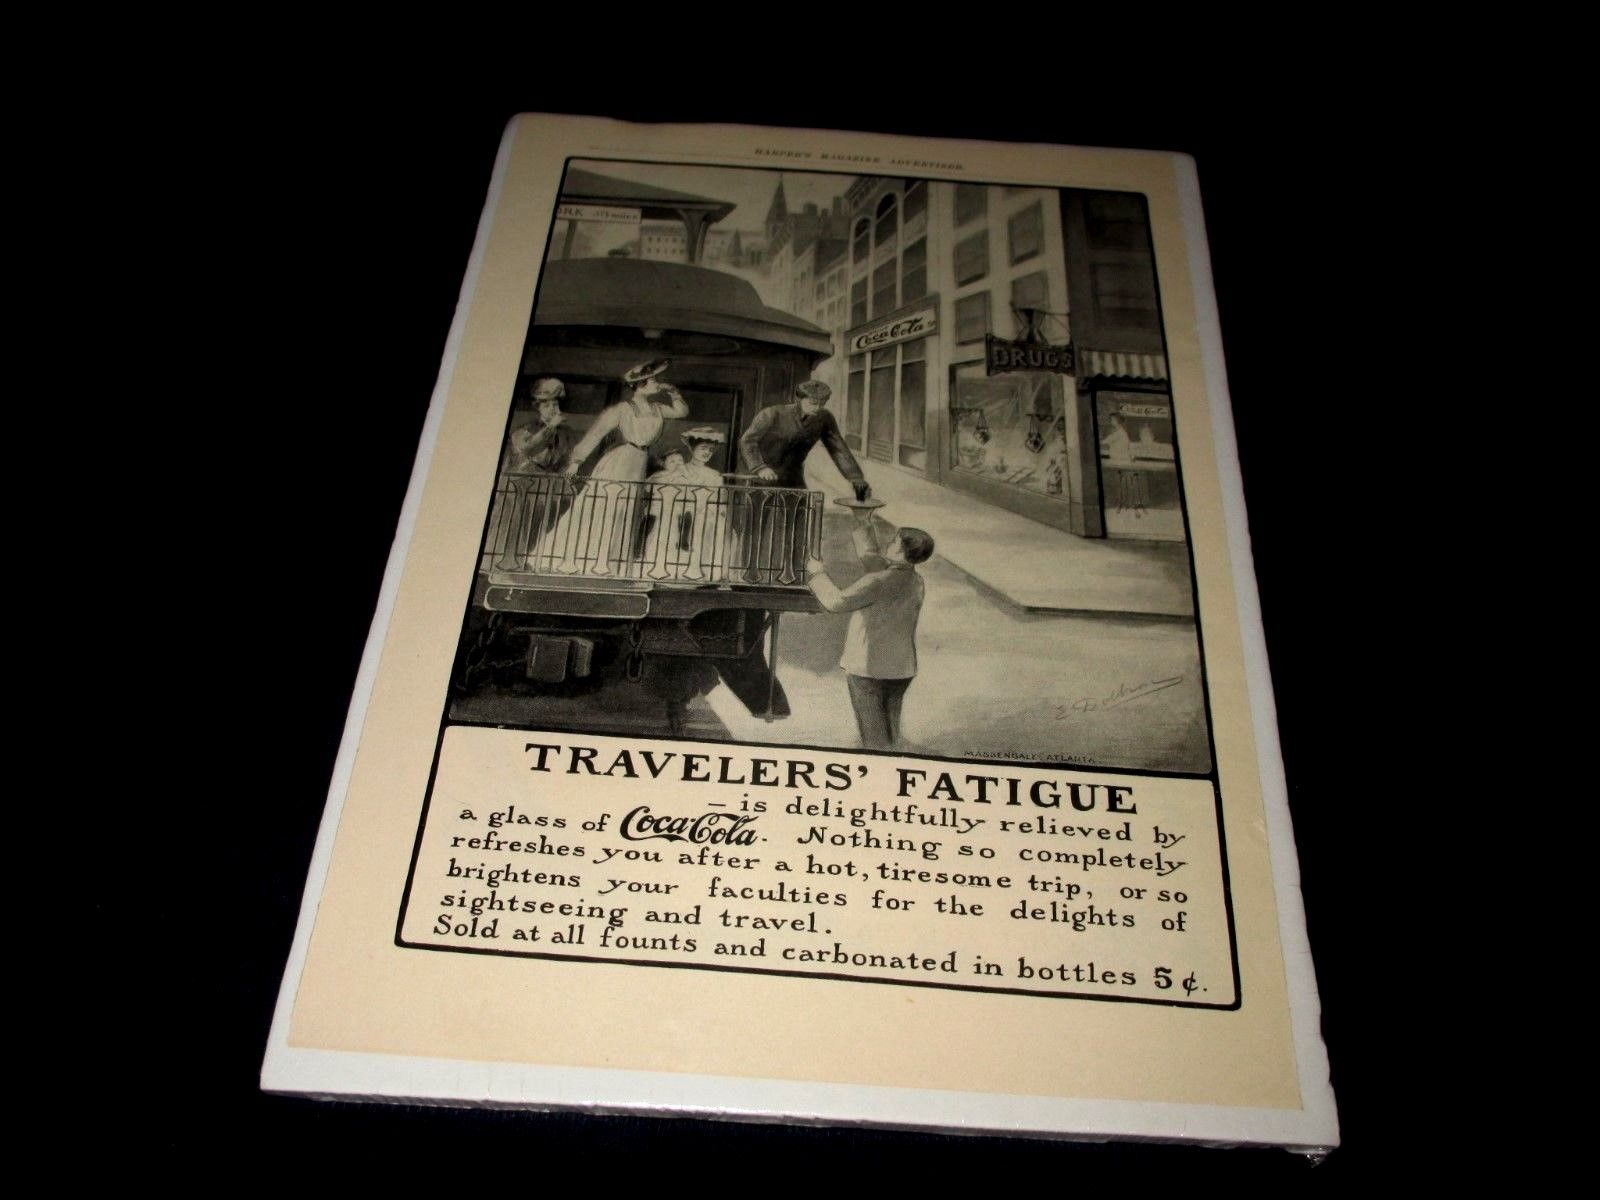 HARPER'S MAGAZINE ADVERTISER.
Coca-Cola
DRUGS
Coca-Cola
MASSENGALE, ATLANTA
TRAVELERS' FATIGUE
– is delightfully relieved by
a glass of Coca-Cola. Nothing so completely
refreshes you after a hot, tiresome trip, or so
brightens your faculties for the delights of
sightseeing and travel.
Sold at all founts and carbonated in bottles 5¢.